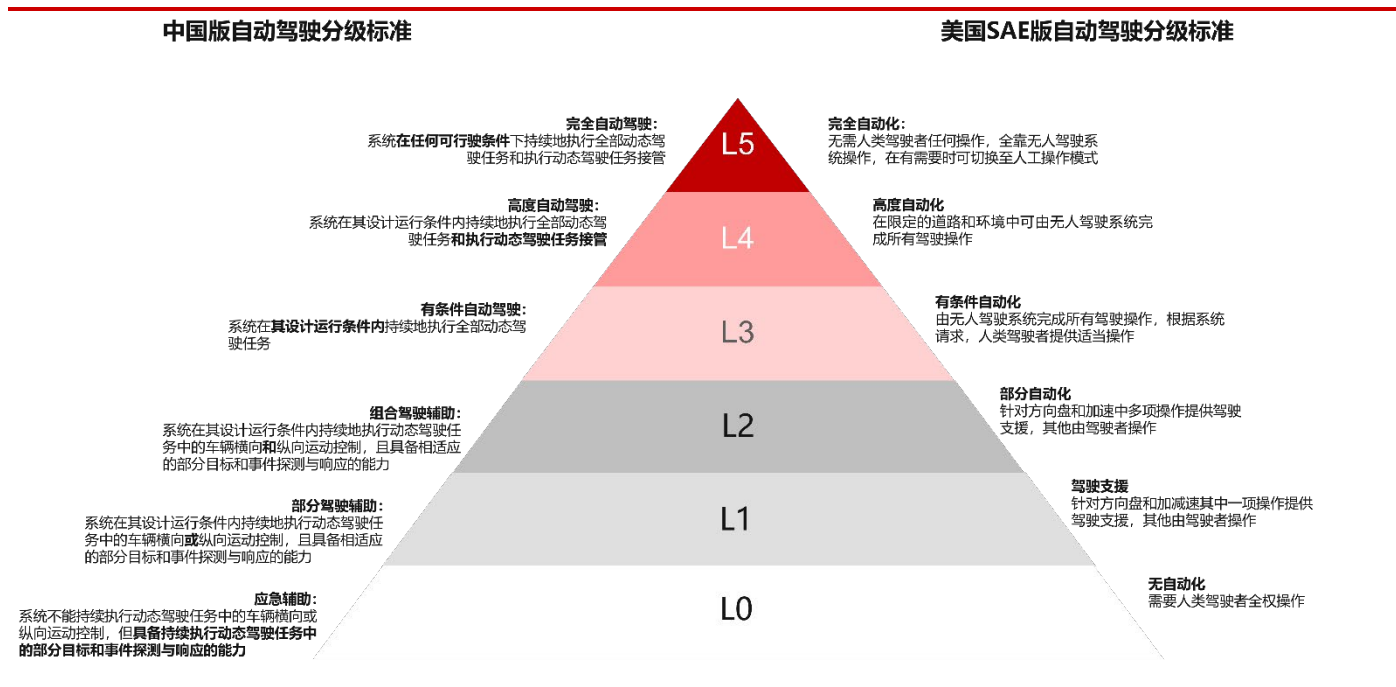 中国版自动驾驶分级标准
美国SAE版自动驾驶分级标准
完全自动驾驶：
系统在任何可行驶条件下持续地执行全部动态驾
驶任务和执行动态驾驶任务接管
L5
完全自动化：
无需人类驾驶者任何操作，全靠无人驾驶系
统操作，在有需要时可切换至人工操作模式
高度自动驾驶：
系统在其设计运行条件内持续地执行全部动态驾
驶任务和执行动态驾驶任务接管
L4
高度自动化
在限定的道路和环境中可由无人驾驶系统完
成所有驾驶操作
有条件自动驾驶：
系统在其设计运行条件内持续地执行全部动态驾
驶任务
L3
有条件自动化
由无人驾驶系统完成所有驾驶操作，根据系统
请求，人类驾驶者提供适当操作
组合驾驶辅助：
系统在其设计运行条件内持续地执行动态驾驶任
务中的车辆横向和纵向运动控制，且具备相适应
的部分目标和事件探测与响应的能力
L2
部分自动化
针对方向盘和加速中多项操作提供驾驶
支援，其他由驾驶者操作
部分驾驶辅助：
系统在其设计运行条件内持续地执行动态驾驶任
务中的车辆横向或纵向运动控制，且具备相适应
的部分目标和事件探测与响应的能力
L1
驾驶支援
针对方向盘和加减速其中一项操作提供
驾驶支援，其他由驾驶者操作
应急辅助：
系统不能持续执行动态驾驶任务中的车辆横向或
纵向运动控制，但具备持续执行动态驾驶任务中
的部分目标和事件探测与响应的能力
L0
无自动化
需要人类驾驶者全权操作